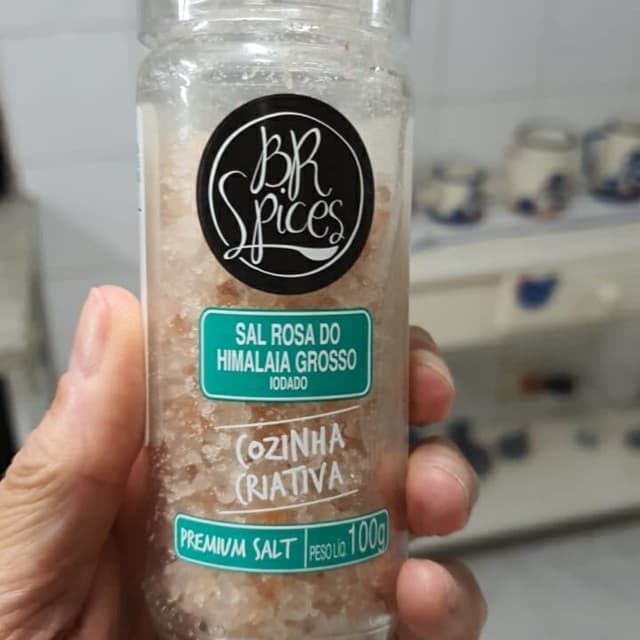 BR
Spices
SAL ROSA DO
HIMALAIA GROSSO
IODADO
COZINHA
CRIATIVA
PREMIUM SALT PESO LÍQ. 100g